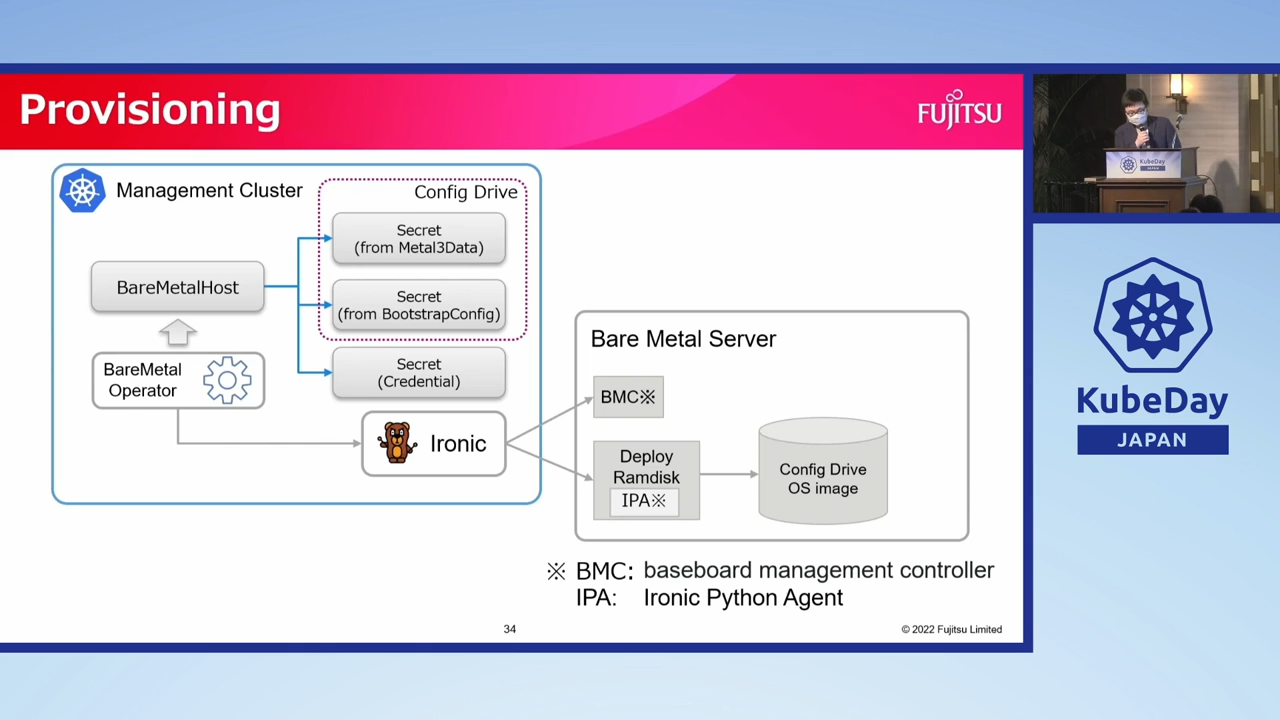 Provisioning
FUJITSU
Management Cluster
Config Drive
Secret
(from Metal3Data)
BareMetalHost
Secret
(from BootstrapConfig)
BareMetal
Operator
Secret
(Credential)
Ironic
Bare Metal Server
BMC※
Deploy
Ramdisk
IPA※
Config Drive
OS image
※ BMC: baseboard management controller
IPA: Ironic Python Agent
34
© 2022 Fujitsu Limited
KubeDay
JAPAN
KubeDay
JAPAN